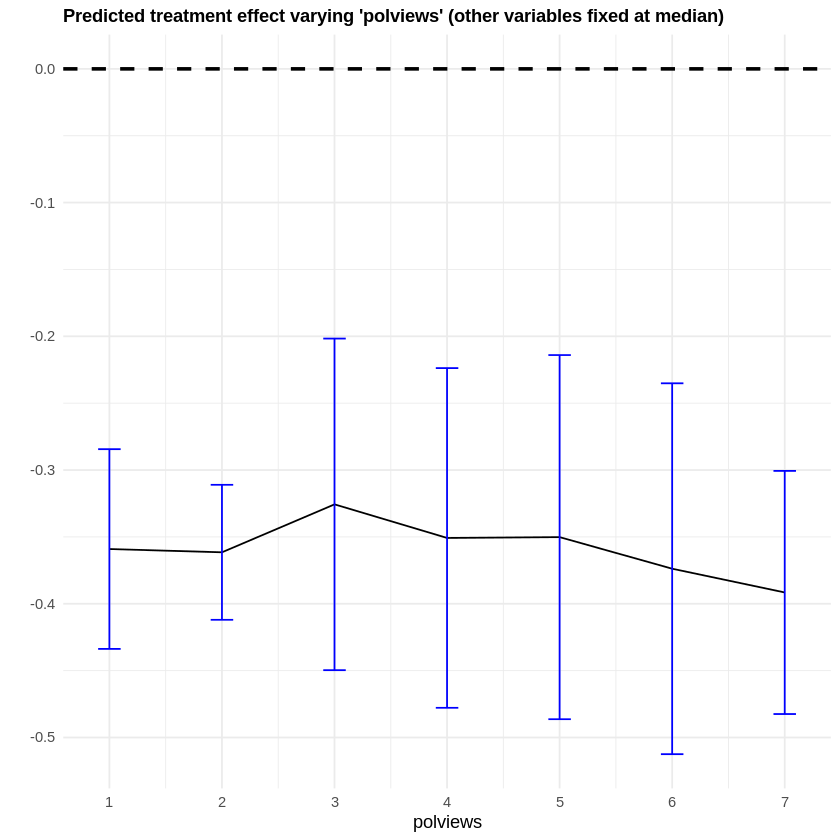 Predicted treatment effect varying 'polviews' (other variables fixed at median)
0.0
-0.1
-0.2
-0.3
-0.4
-0.5
1 2 3 4 5 6 7
polviews